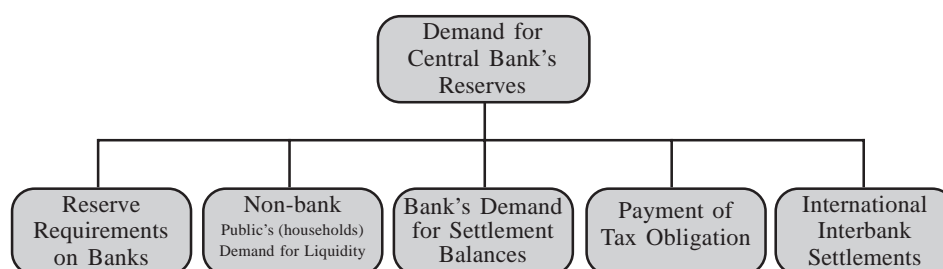 Demand for
Central Bank's
Reserves
Reserve
Requirements
on Banks
Non-bank
Public's (households)
Demand for Liquidity
Bank's Demand
for Settlement
Balances
Payment of
Tax Obligation
International
Interbank
Settlements